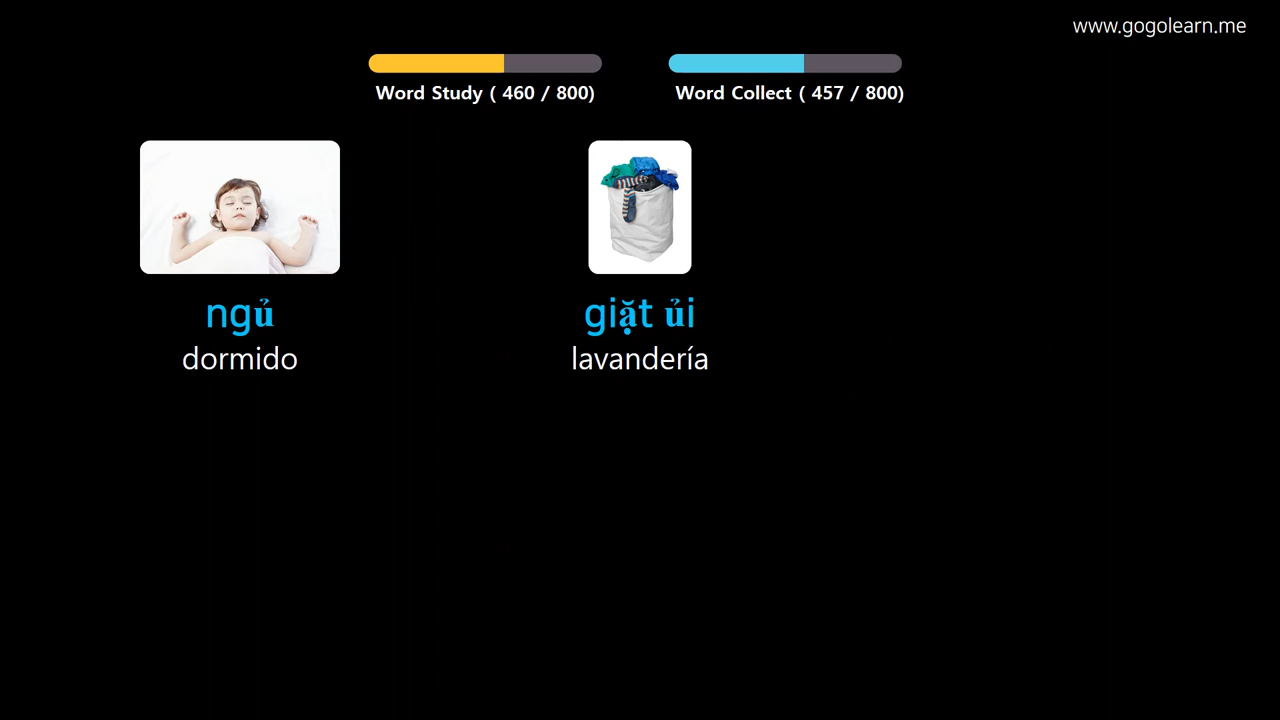 www.gogolearn.me
Word Study ( 460 / 800)
Word Collect ( 457 / 800)
ngủ
dormido
giặt ủi
lavandería